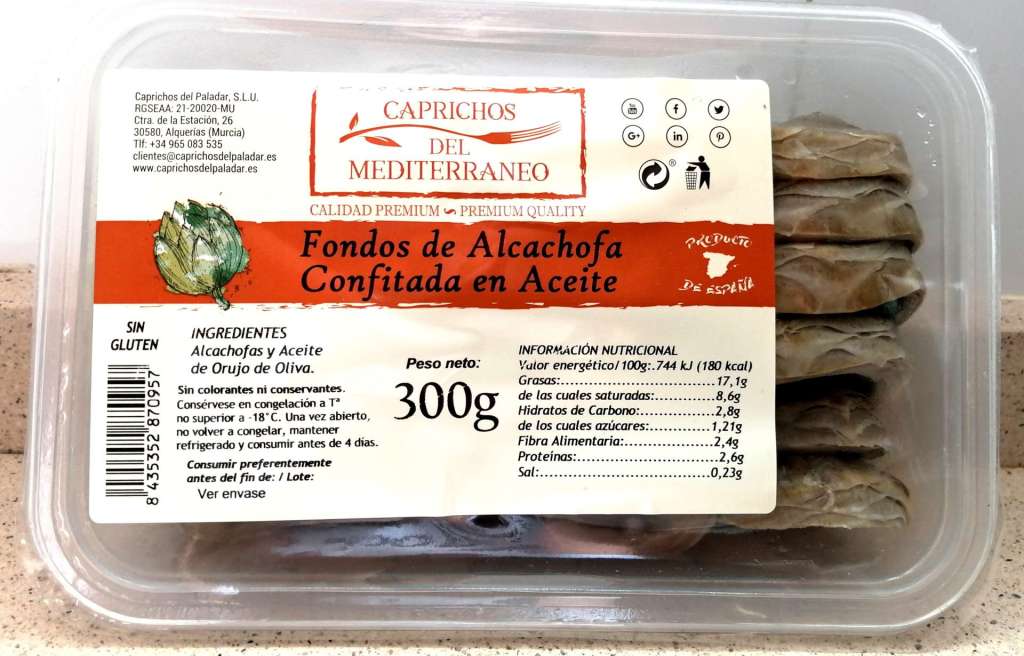 Caprichos del Paladar, S.L.U.
RGSEAA: 21-20020-MU
Ctra. de la Estación, 26
30580, Alquerías (Murcia)
Tlf: +34 965 083 535
clientes@caprichosdelpaladar.es
www.caprichosdelpaladar.es
CAPRICHOS
DEL
MEDITERRANEO
CALIDAD PREMIUM PREMIUM QUALITY
You
Tube
f
G+
in
®
Fondos de Alcachofa
Confitada en Aceite
PRODUCTO
DE ESPAÑA
SIN
GLUTEN
8 435352 870957
INGREDIENTES
Alcachofas y Aceite
de Orujo de Oliva.
Sin colorantes ni conservantes.
Consérvese en congelación a Tª
no superior a -18°C. Una vez abierto,
no volver a congelar, mantener
refrigerado y consumir antes de 4 días.
Consumir preferentemente
antes del fin de: / Lote:
Ver envase
Peso neto:
300g
INFORMACIÓN NUTRICIONAL
Valor energético/100g:.744 kJ (180 kcal)
Grasas:..............................17,1g
de las cuales saturadas:............8,6g
Hidratos de Carbono:...............2,8g
de los cuales azúcares:............1,21g
Fibra Alimentaria:..................2,4g
Proteínas:...........................2,6g
Sal:..................................0,23g